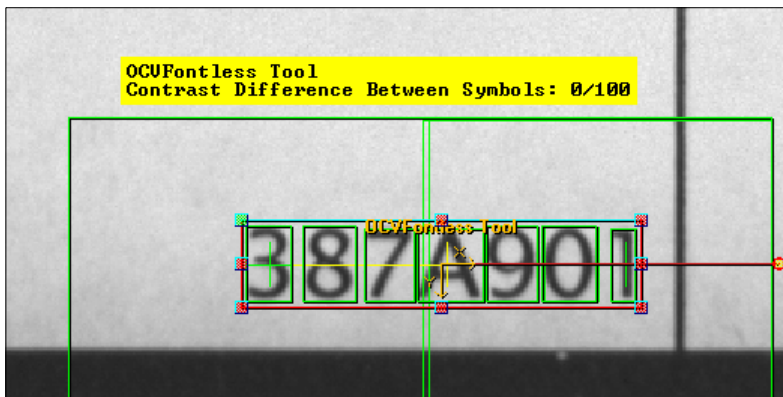 OCVFontless Tool
Contrast Difference Between Symbols: 0/100
OCVFontless Tool
387A901
X
Y